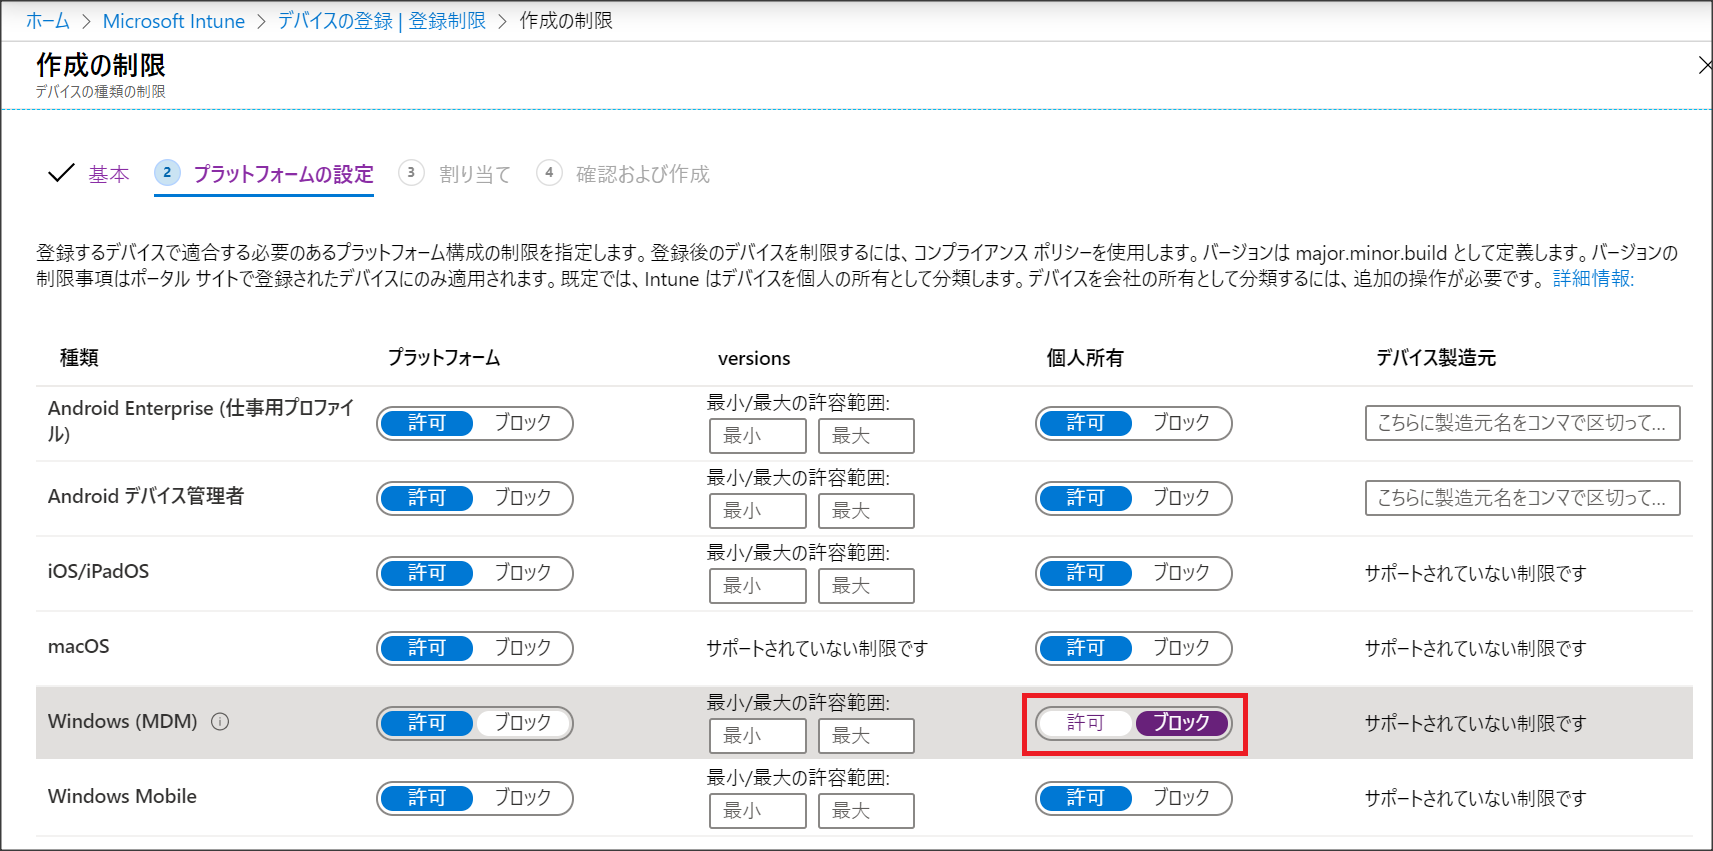 ホーム > Microsoft Intune > デバイスの登録 | 登録制限 > 作成の制限
作成の制限
デバイスの種類の制限
基本 2 プラットフォームの設定 3 割り当て 4 確認および作成
登録するデバイスで適合する必要のあるプラットフォーム構成の制限を指定します。登録後のデバイスを制限するには、コンプライアンス ポリシーを使用します。バージョンは major.minor.build として定義します。バージョンの
制限事項はポータル サイトで登録されたデバイスにのみ適用されます。既定では、Intune はデバイスを個人の所有として分類します。デバイスを会社の所有として分類するには、追加の操作が必要です。 詳細情報:
種類 プラットフォーム versions 個人所有 デバイス製造元
Android Enterprise (仕事用プロファイ
ル)
許可 ブロック
最小/最大の許容範囲:
最小 最大
許可 ブロック
こちらに製造元名をコンマで区切って...
Android デバイス管理者
許可 ブロック
最小/最大の許容範囲:
最小 最大
許可 ブロック
こちらに製造元名をコンマで区切って...
iOS/iPadOS
許可 ブロック
最小/最大の許容範囲:
最小 最大
許可 ブロック
サポートされていない制限です
macOS
許可 ブロック
サポートされていない制限です
許可 ブロック
サポートされていない制限です
Windows (MDM)
許可 ブロック
最小/最大の許容範囲:
最小 最大
許可 ブロック
サポートされていない制限です
Windows Mobile
許可 ブロック
最小/最大の許容範囲:
最小 最大
許可 ブロック
サポートされていない制限です